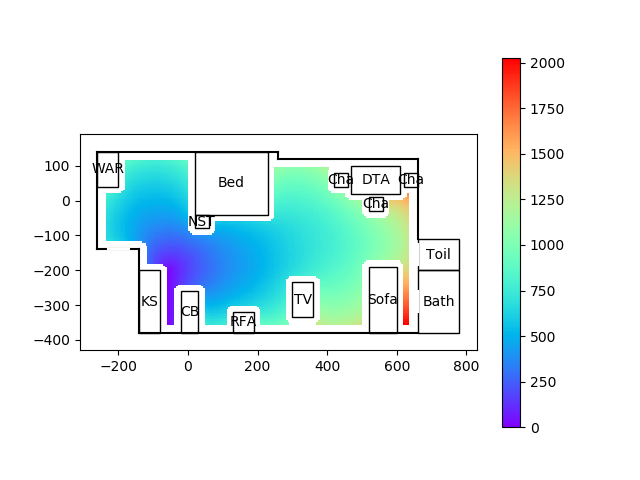 2000
1750
1500
1250
1000
750
500
250
0
100
0
−100
−200
−300
−400
WAR
Bed
NST
Cha
DTA
Cha
Cha
Toil
KS
CB
RFA
TV
Sofa
Bath
−200
0
200
400
600
800